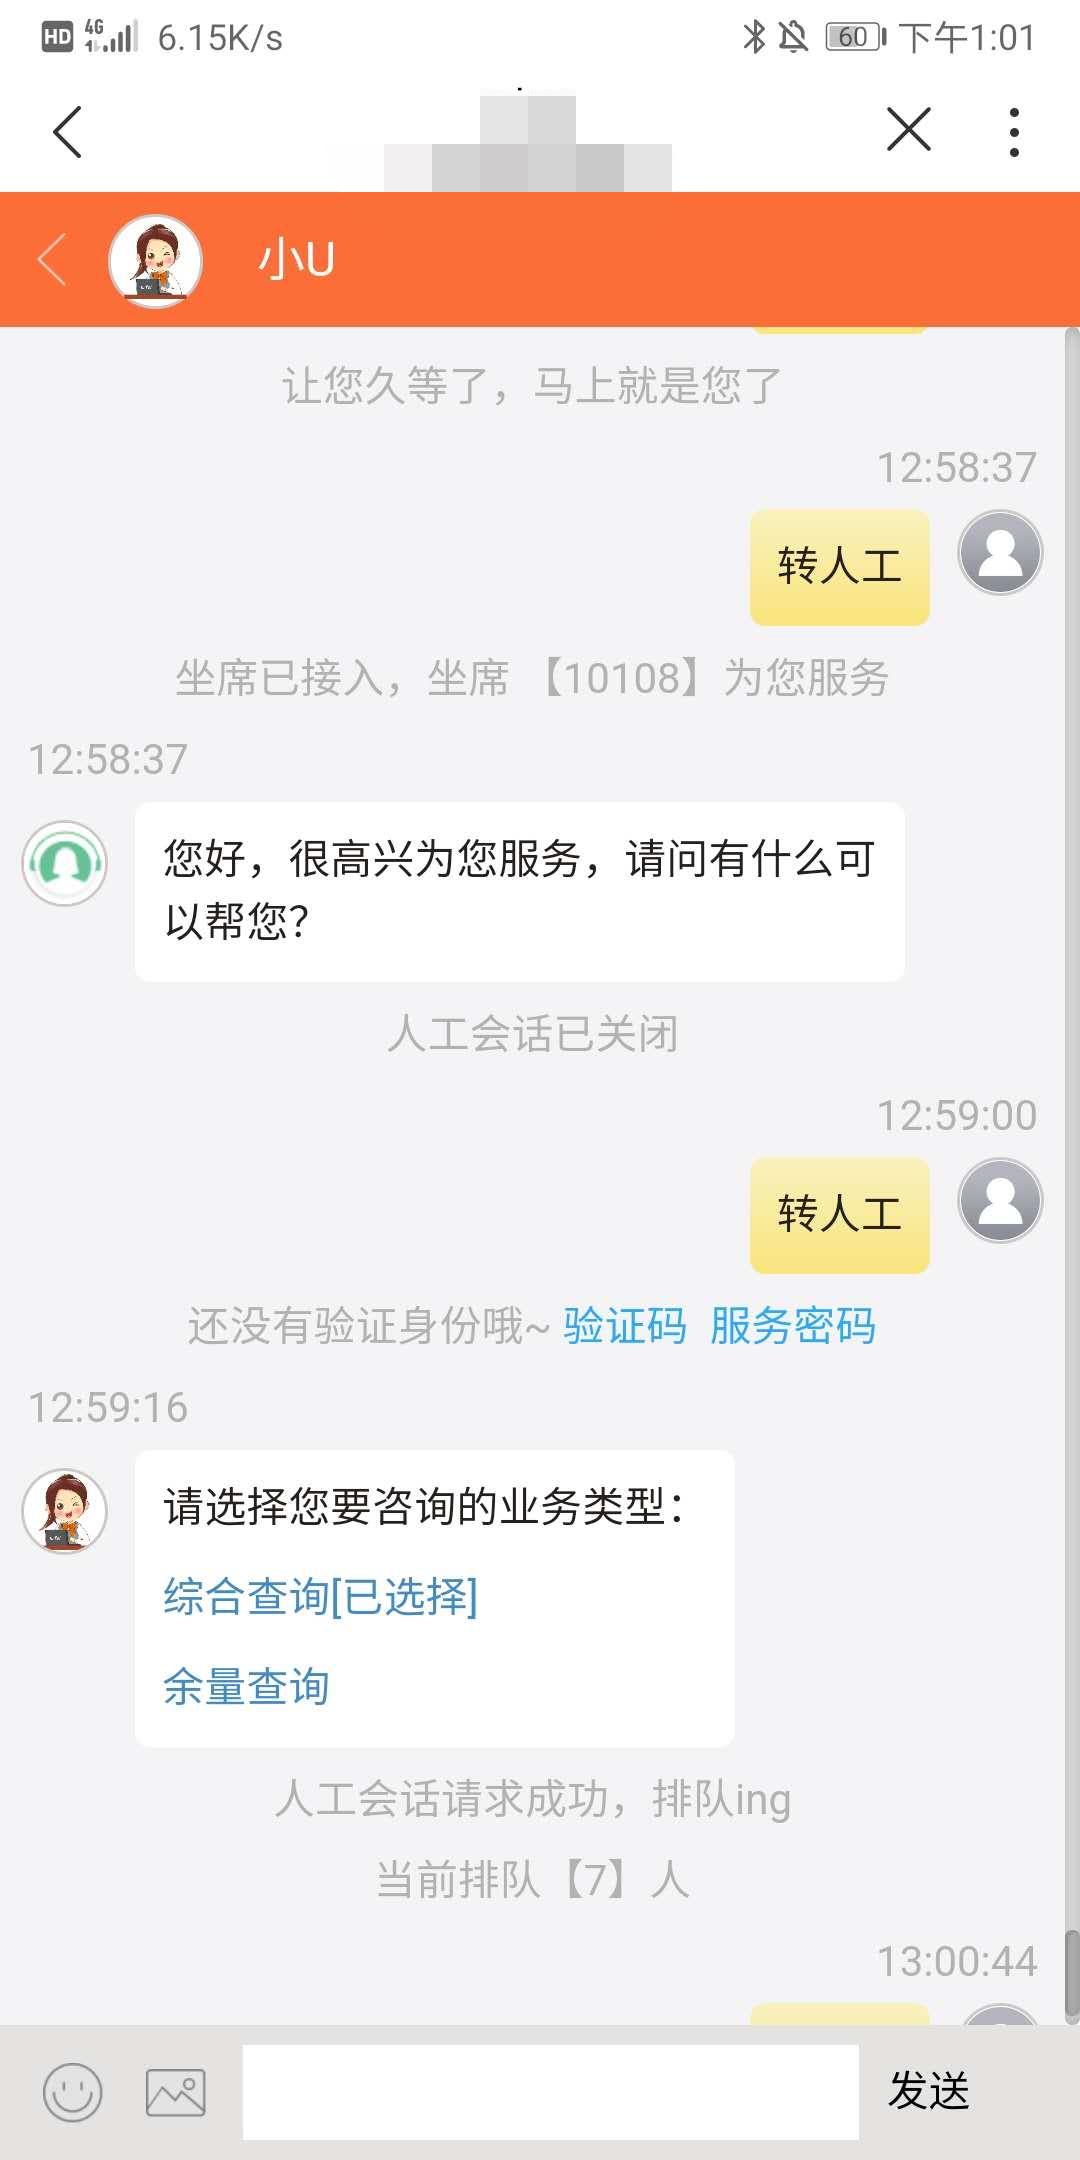 HD 4G 6.15K/s 60 下午1:01
小U
让您久等了，马上就是您了
12:58:37
转人工
坐席已接入，坐席 【10108】为您服务
12:58:37
您好，很高兴为您服务，请问有什么可
以帮您？
人工会话已关闭
12:59:00
转人工
还没有验证身份哦~ 验证码 服务密码
12:59:16
请选择您要咨询的业务类型：
综合查询[已选择]
余量查询
人工会话请求成功，排队ing
当前排队【7】人
13:00:44
发送